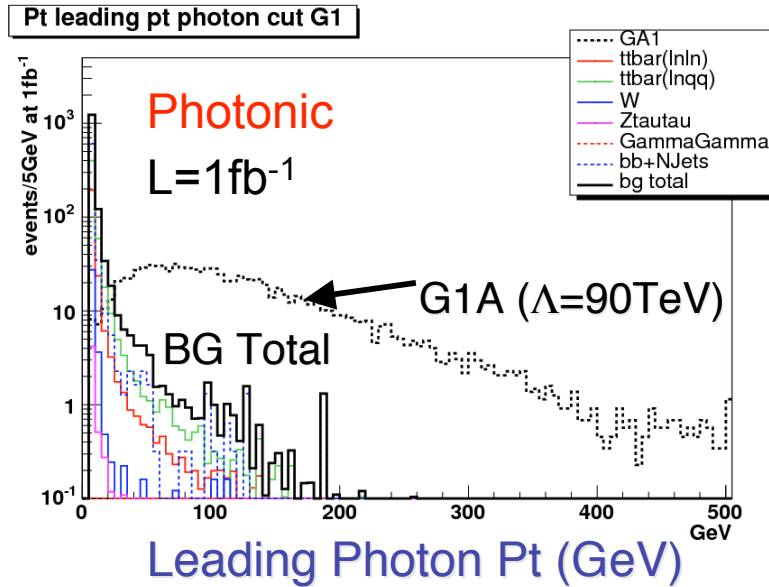 Pt leading pt photon cut G1
GA1
ttbar(lnln)
ttbar(lnqq)
W
Ztautau
GammaGamma
bb+NJets
bg total
events/5GeV at 1fb⁻¹
10³
10²
10
1
10⁻¹
Photonic
L=1fb⁻¹
G1A (Λ=90TeV)
BG Total
0 100 200 300 400 500
GeV
Leading Photon Pt (GeV)